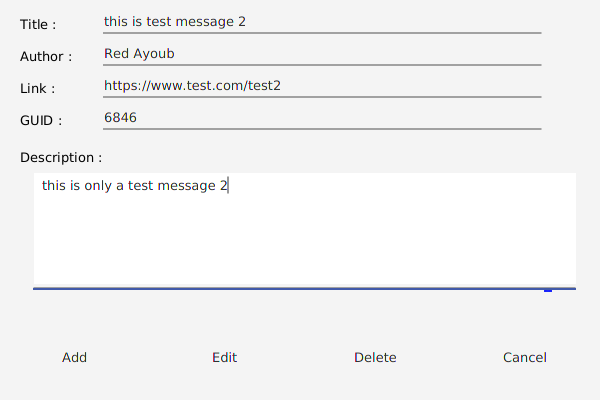 Title : this is test message 2
Author : Red Ayoub
Link : https://www.test.com/test2
GUID : 6846
Description :
this is only a test message 2
Add Edit Delete Cancel